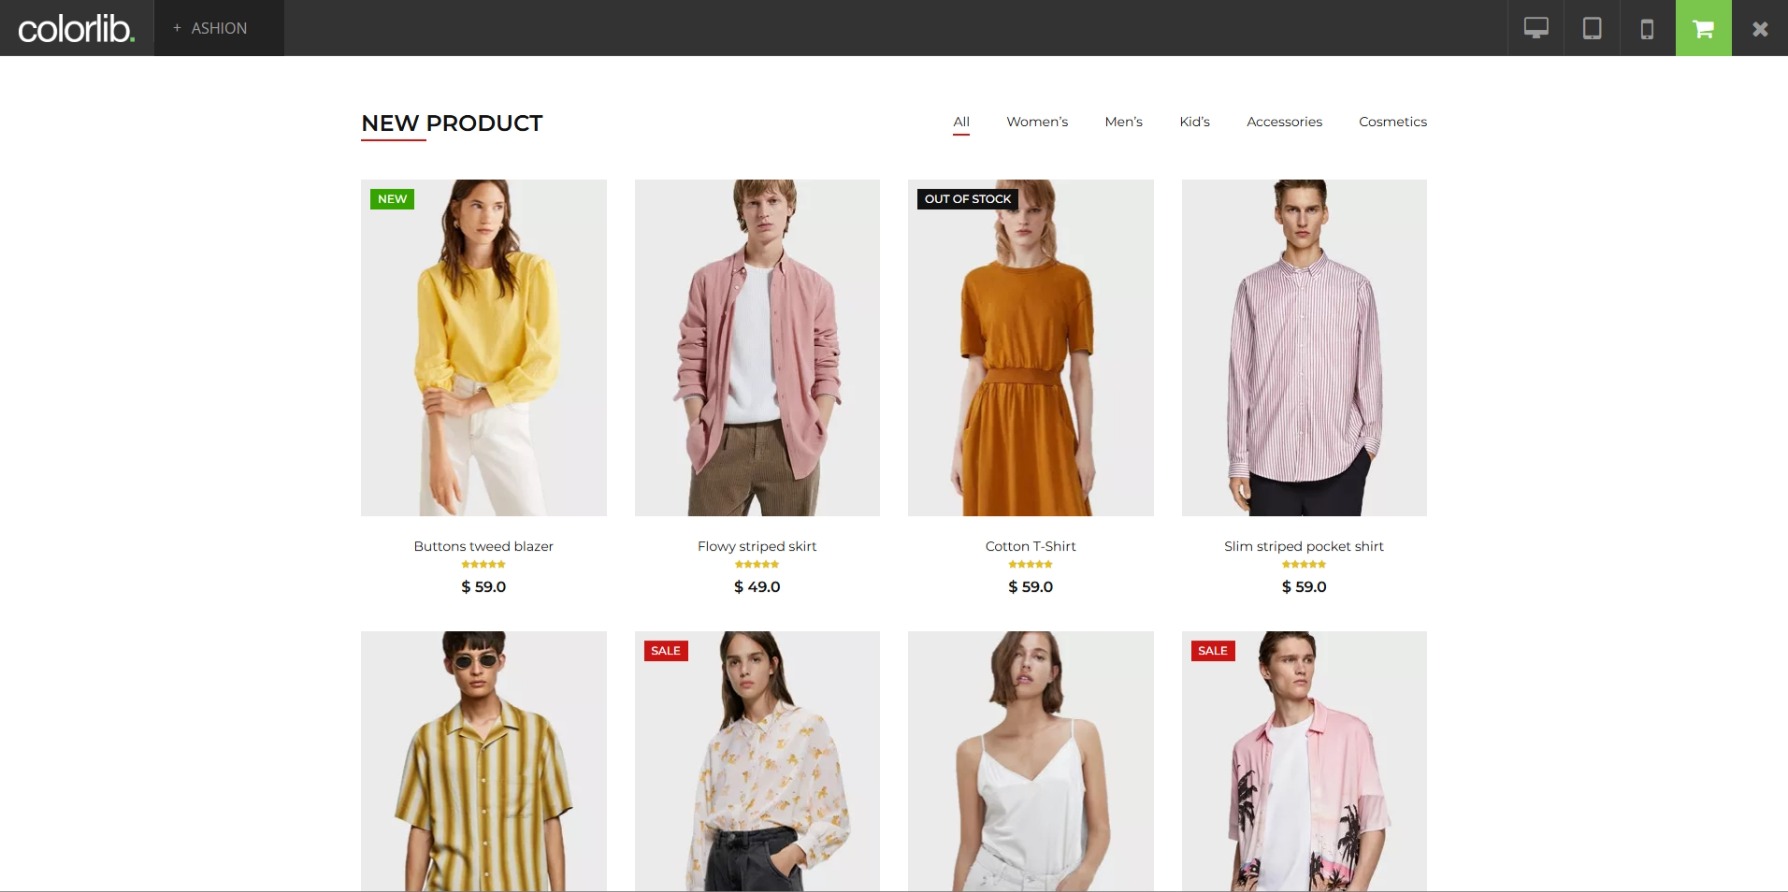 colorlib.
+ ASHION
NEW PRODUCT
All Women's Men's Kid's Accessories Cosmetics
NEW
OUT OF STOCK
Buttons tweed blazer
$ 59.0
Flowy striped skirt
$ 49.0
Cotton T-Shirt
$ 59.0
Slim striped pocket shirt
$ 59.0
SALE
SALE